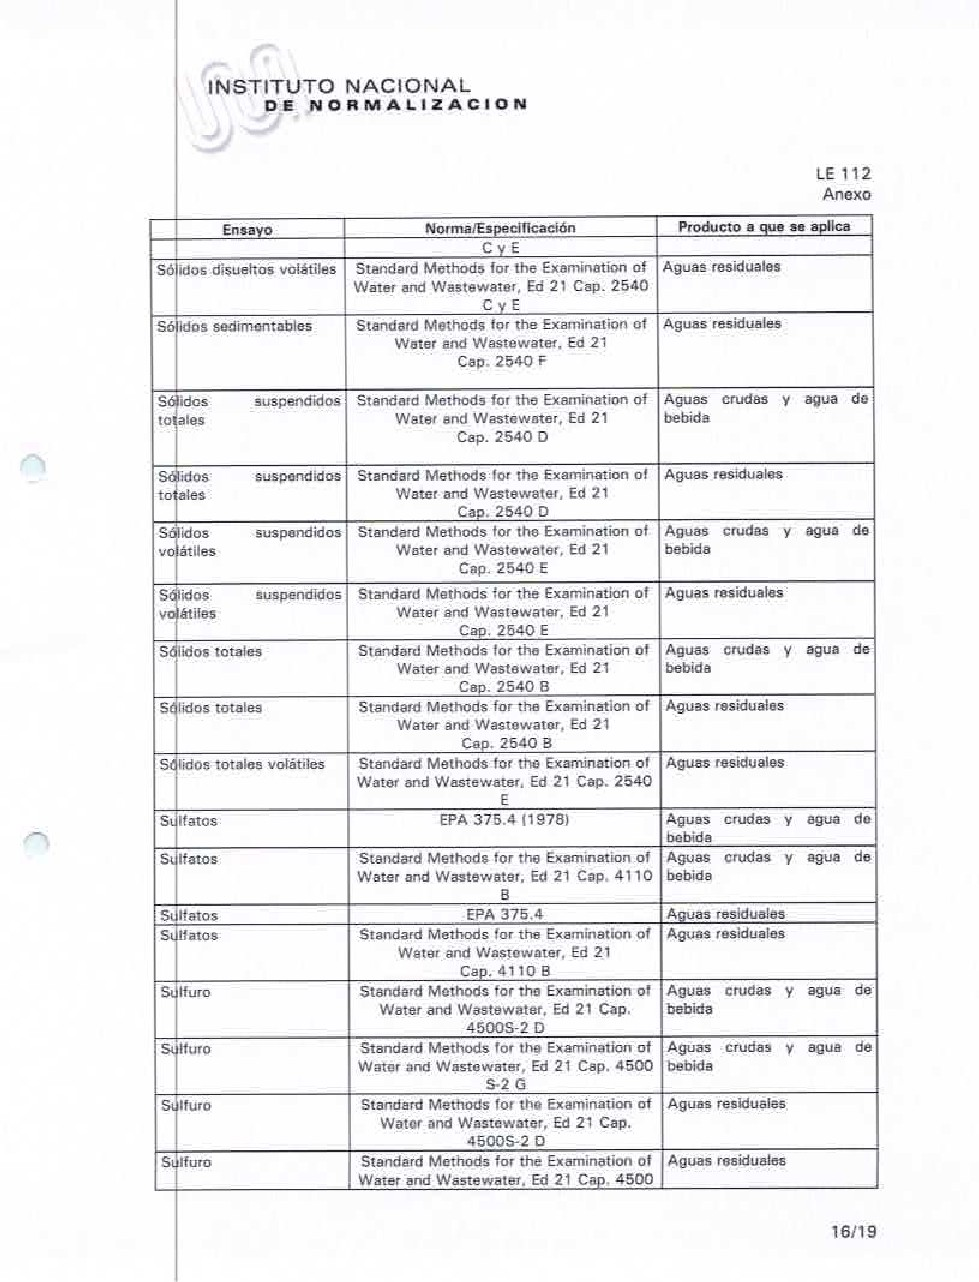 INSTITUTO NACIONAL
DE NORMALIZACION
LE 112
Anexo
Ensayo Norma/Especificación Producto a que se aplica
C y E
Sólidos disueltos volátiles Standard Methods for the Examination of Aguas residuales
Water and Wastewater, Ed 21 Cap. 2540
C y E
Sólidos sedimentables Standard Methods for the Examination of Aguas residuales
Water and Wastewater, Ed 21
Cap. 2540 F
Sólidos suspendidos Standard Methods for the Examination of Aguas crudas y agua de
totales Water and Wastewater, Ed 21 bebida
Cap. 2540 D
Sólidos suspendidos Standard Methods for the Examination of Aguas residuales
totales Water and Wastewater, Ed 21
Cap. 2540 D
Sólidos suspendidos Standard Methods for the Examination of Aguas crudas y agua de
volátiles Water and Wastewater, Ed 21 bebida
Cap. 2540 E
Sólidos suspendidos Standard Methods for the Examination of Aguas residuales
volátiles Water and Wastewater, Ed 21
Cap. 2540 E
Sólidos totales Standard Methods for the Examination of Aguas crudas y agua de
Water and Wastewater, Ed 21 bebida
Cap. 2540 B
Sólidos totales Standard Methods for the Examination of Aguas residuales
Water and Wastewater, Ed 21
Cap. 2540 B
Sólidos totales volátiles Standard Methods for the Examination of Aguas residuales
Water and Wastewater, Ed 21 Cap. 2540
E
Sulfatos EPA 375.4 (1978) Aguas crudas y agua de
bebida
Sulfatos Standard Methods for the Examination of Aguas crudas y agua de
Water and Wastewater, Ed 21 Cap. 4110 bebida
B
Sulfatos EPA 375.4 Aguas residuales
Sulfatos Standard Methods for the Examination of Aguas residuales
Water and Wastewater, Ed 21
Cap. 4110 B
Sulfuro Standard Methods for the Examination of Aguas crudas y agua de
Water and Wastewater, Ed 21 Cap. bebida
4500S-2 D
Sulfuro Standard Methods for the Examination of Aguas crudas y agua de
Water and Wastewater, Ed 21 Cap. 4500 bebida
S-2 G
Sulfuro Standard Methods for the Examination of Aguas residuales
Water and Wastewater, Ed 21 Cap.
4500S-2 D
Sulfuro Standard Methods for the Examination of Aguas residuales
Water and Wastewater, Ed 21 Cap. 4500
16/19